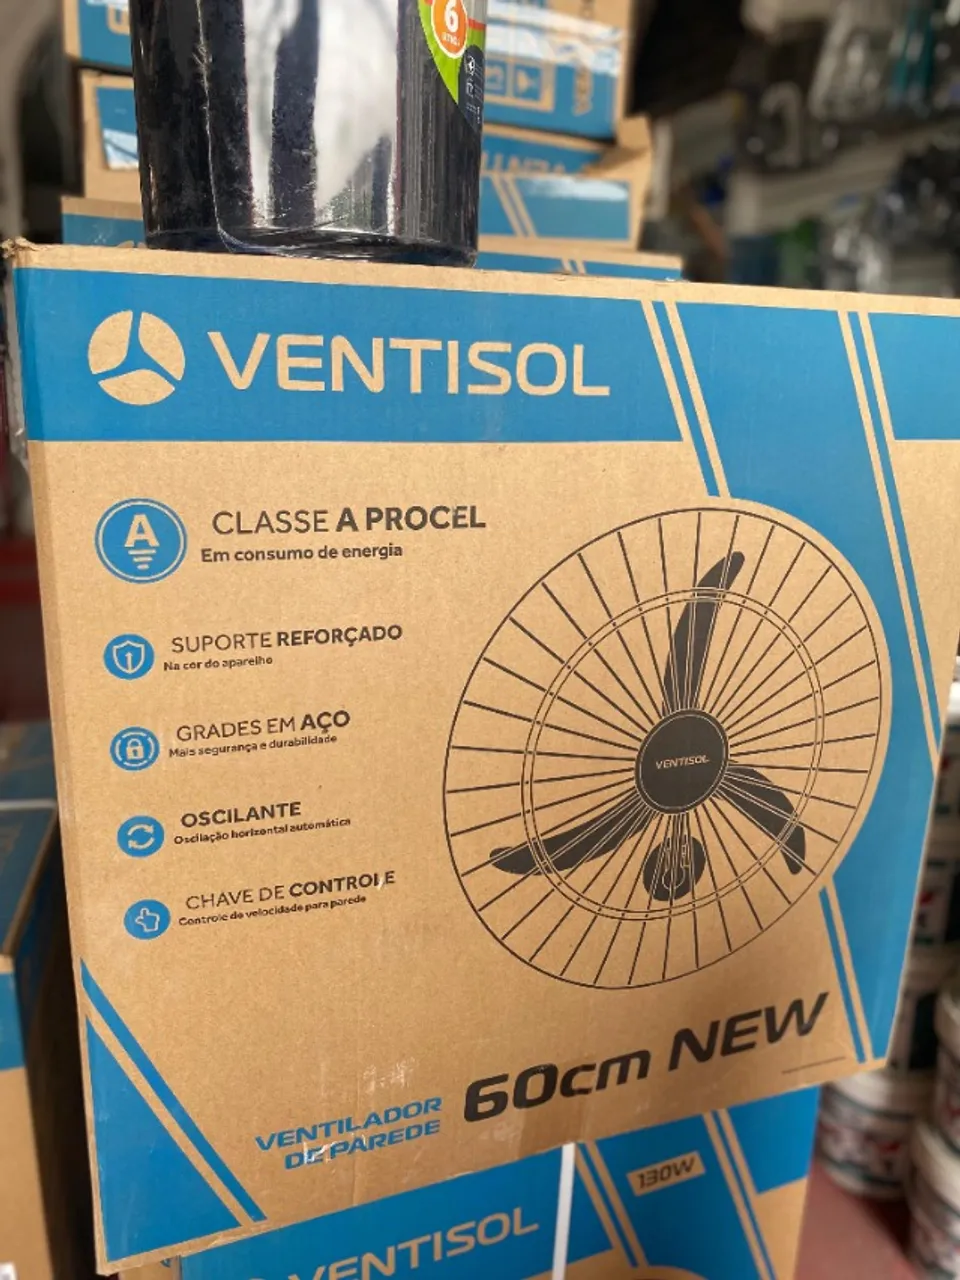 6
VENTISOL
A
CLASSE A PROCEL
Em consumo de energia
SUPORTE REFORÇADO
Na cor do aparelho
GRADES EM AÇO
Mais segurança e durabilidade
OSCILANTE
Oscilação horizontal automática
CHAVE DE CONTROLE
Controle de velocidade para parede
VENTISOL
VENTILADOR
DE PAREDE
60cm NEW
130W
VENTISOL